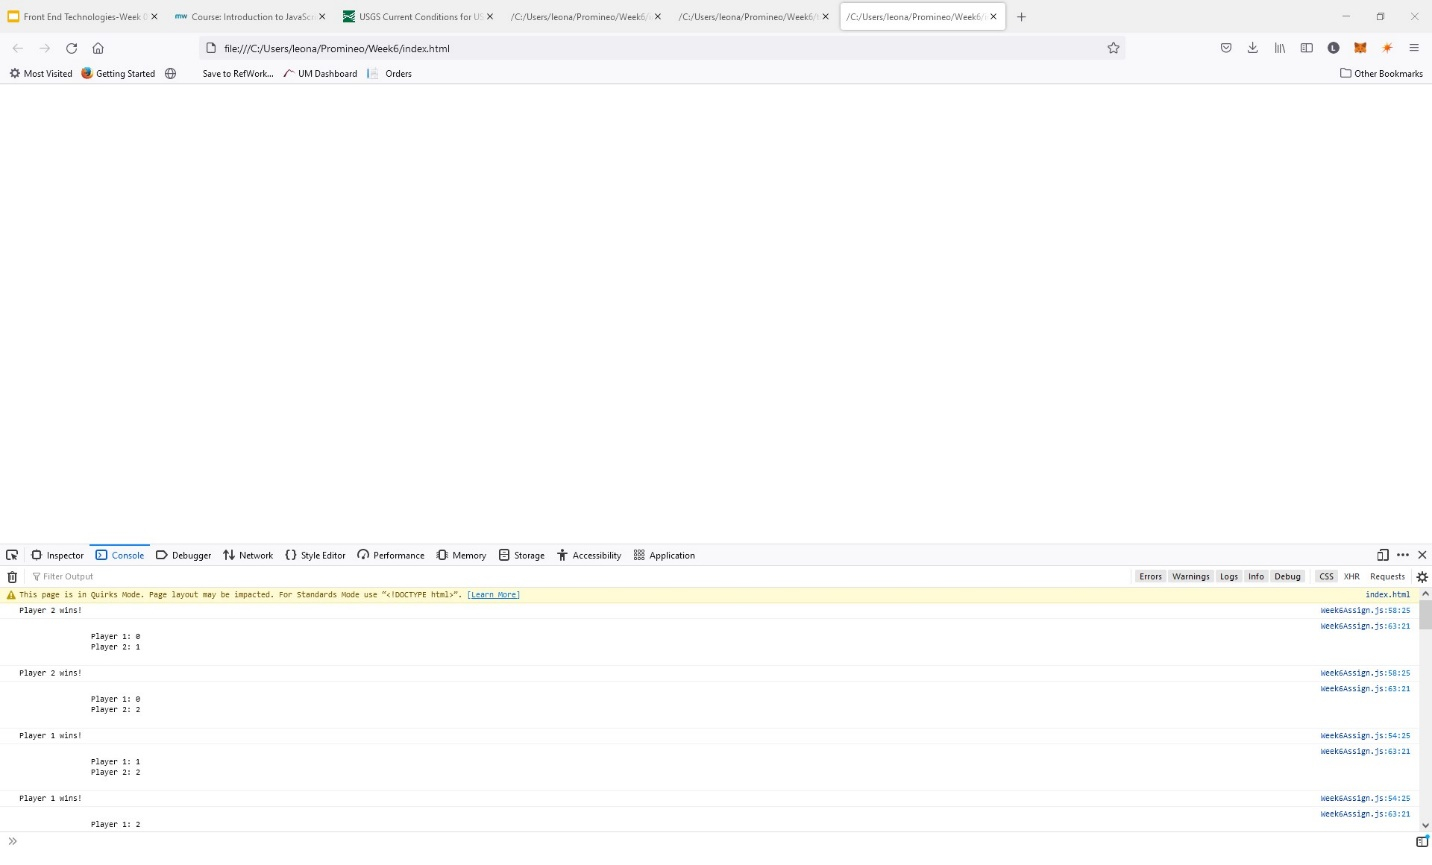 Front End Technologies-Week
mw Course: Introduction to JavaScr
USGS Current Conditions for US
/C:/Users/leona/Promineo/Week6/
/C:/Users/leona/Promineo/Week6/
/C:/Users/leona/Promineo/Week6/
file:///C:/Users/leona/Promineo/Week6/index.html
L
Most Visited Getting Started Save to RefWork... UM Dashboard Orders Other Bookmarks
Inspector Console Debugger Network Style Editor Performance Memory Storage Accessibility Application
Filter Output Errors Warnings Logs Info Debug CSS XHR Requests
This page is in Quirks Mode. Page layout may be impacted. For Standards Mode use “<!DOCTYPE html>”. [Learn More] index.html
Player 2 wins! Week6Assign.js:58:25
Week6Assign.js:63:21
Player 1: 0
Player 2: 1
Player 2 wins! Week6Assign.js:58:25
Week6Assign.js:63:21
Player 1: 0
Player 2: 2
Player 1 wins! Week6Assign.js:54:25
Week6Assign.js:63:21
Player 1: 1
Player 2: 2
Player 1 wins! Week6Assign.js:54:25
Week6Assign.js:63:21
Player 1: 2